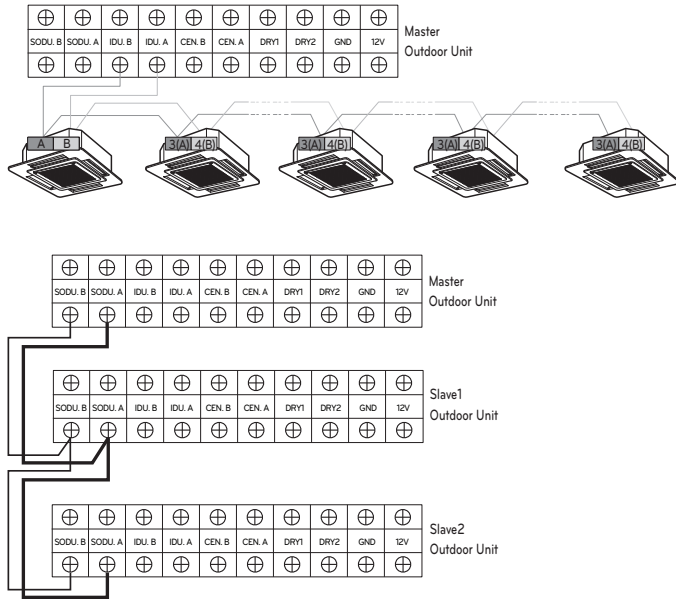 SODU. B SODU. A IDU. B IDU. A CEN. B CEN. A DRY1 DRY2 GND 12V
Master
Outdoor Unit
A B 3(A) 4(B) 3(A) 4(B) 3(A) 4(B) 3(A) 4(B)
SODU. B SODU. A IDU. B IDU. A CEN. B CEN. A DRY1 DRY2 GND 12V
Master
Outdoor Unit
SODU. B SODU. A IDU. B IDU. A CEN. B CEN. A DRY1 DRY2 GND 12V
Slave1
Outdoor Unit
SODU. B SODU. A IDU. B IDU. A CEN. B CEN. A DRY1 DRY2 GND 12V
Slave2
Outdoor Unit